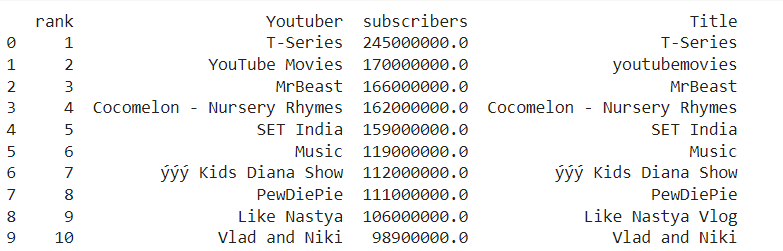 rank Youtuber subscribers Title
0 1 T-Series 245000000.0 T-Series
1 2 YouTube Movies 170000000.0 youtubemovies
2 3 MrBeast 166000000.0 MrBeast
3 4 Cocomelon - Nursery Rhymes 162000000.0 Cocomelon - Nursery Rhymes
4 5 SET India 159000000.0 SET India
5 6 Music 119000000.0 Music
6 7 ýýý Kids Diana Show 112000000.0 ýýý Kids Diana Show
7 8 PewDiePie 111000000.0 PewDiePie
8 9 Like Nastya 106000000.0 Like Nastya Vlog
9 10 Vlad and Niki 98900000.0 Vlad and Niki